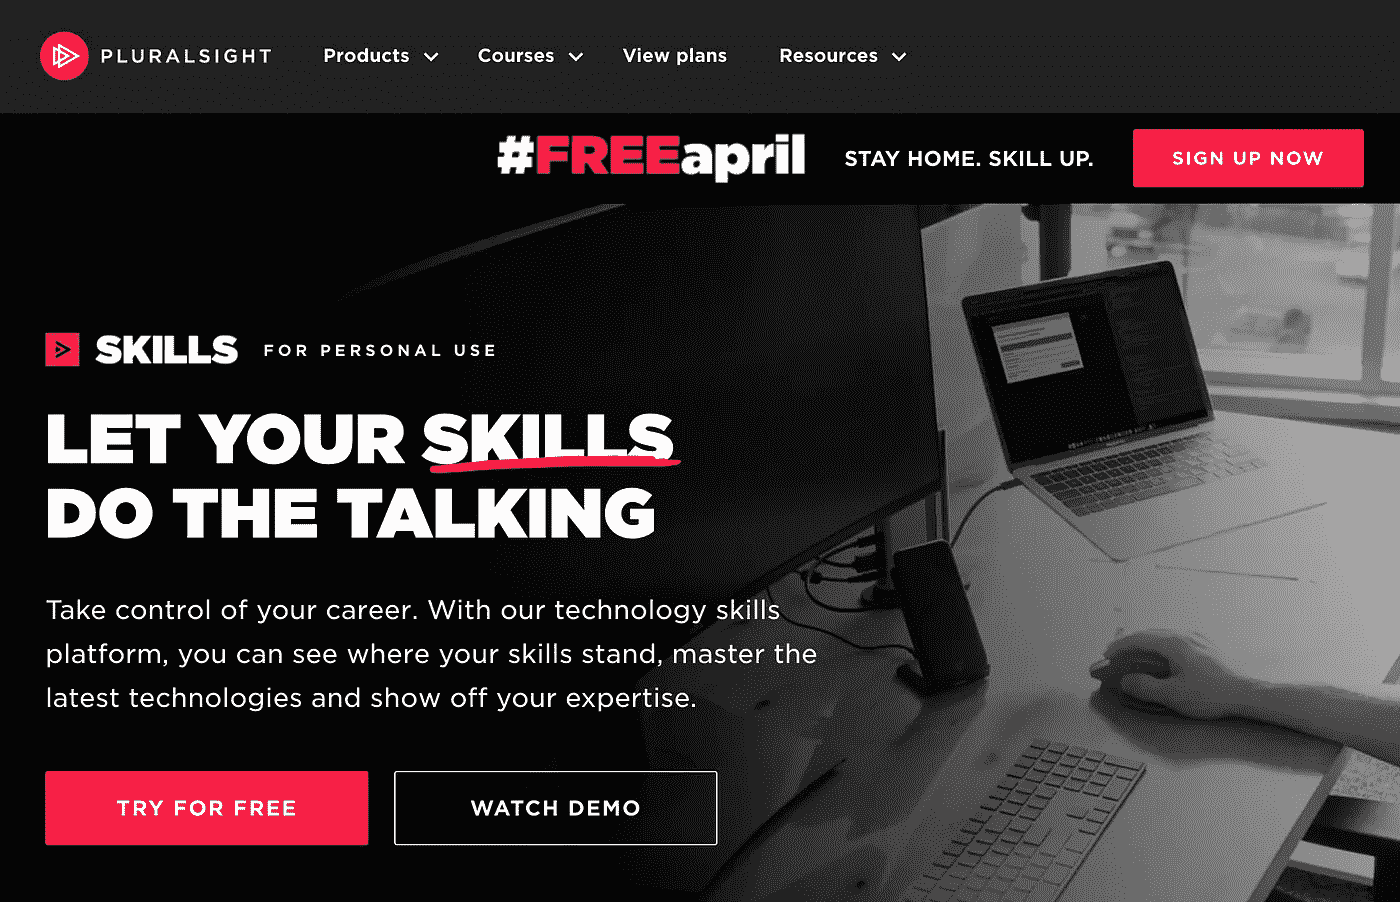 PLURALSIGHT
Products
Courses
View plans
Resources
#FREEapril
STAY HOME. SKILL UP.
SIGN UP NOW
SKILLS FOR PERSONAL USE
LET YOUR SKILLS
DO THE TALKING
Take control of your career. With our technology skills
platform, you can see where your skills stand, master the
latest technologies and show off your expertise.
TRY FOR FREE
WATCH DEMO